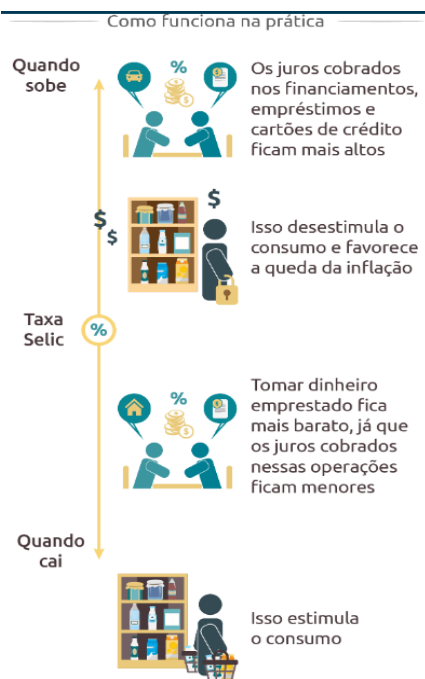 Como funciona na prática
Quando
sobe
%
Os juros cobrados
nos financiamentos,
empréstimos e
cartões de crédito
ficam mais altos
$
$
$
Isso desestimula o
consumo e favorece
a queda da inflação
Taxa
Selic
%
%
Tomar dinheiro
emprestado fica
mais barato, já que
os juros cobrados
nessas operações
ficam menores
Quando
cai
Isso estimula
o consumo